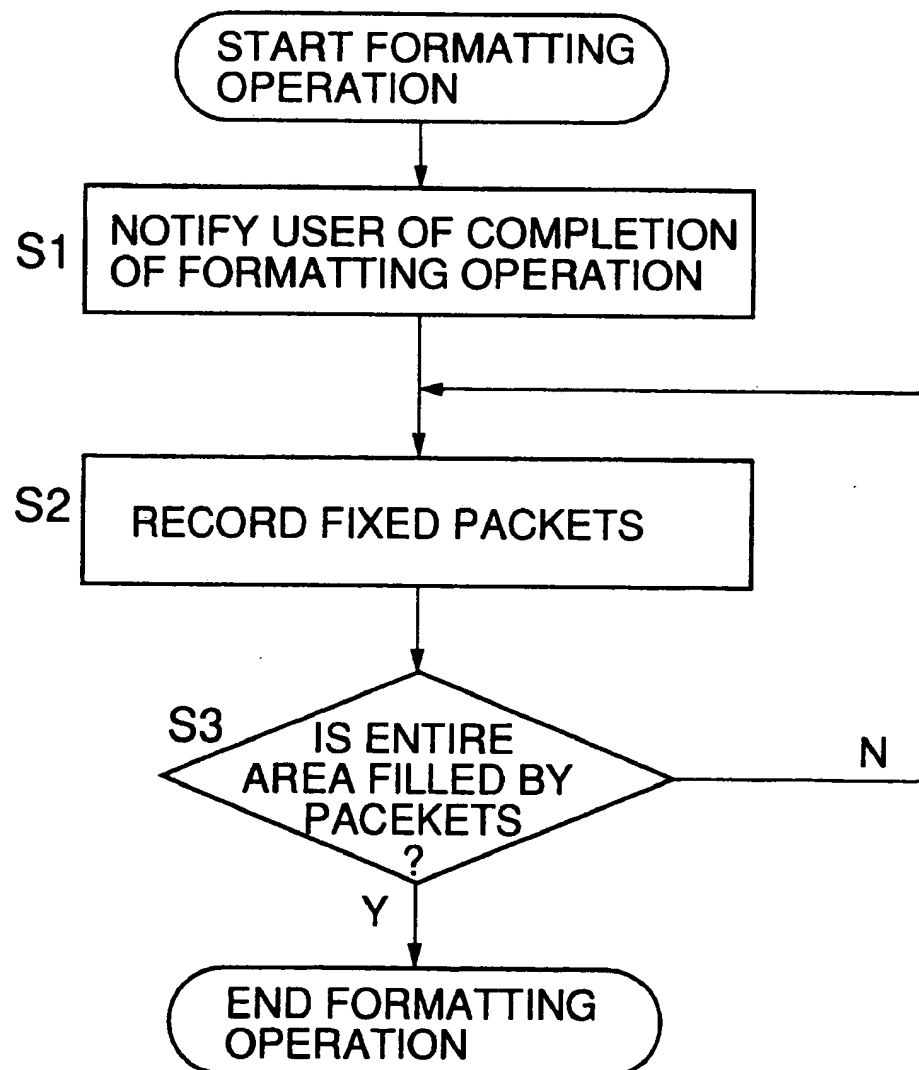 START FORMATTING
OPERATION
S1
NOTIFY USER OF COMPLETION
OF FORMATTING OPERATION
S2
RECORD FIXED PACKETS
S3
IS ENTIRE
AREA FILLED BY
PACEKETS
?
N
Y
END FORMATTING
OPERATION